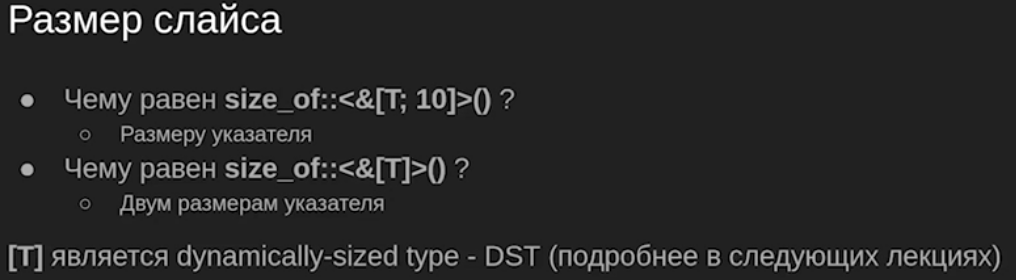 Размер слайса
● Чему равен size_of::<&[T; 10]>() ?
○ Размеру указателя
● Чему равен size_of::<&[T]>() ?
○ Двум размерам указателя
[T] является dynamically-sized type - DST (подробнее в следующих лекциях)